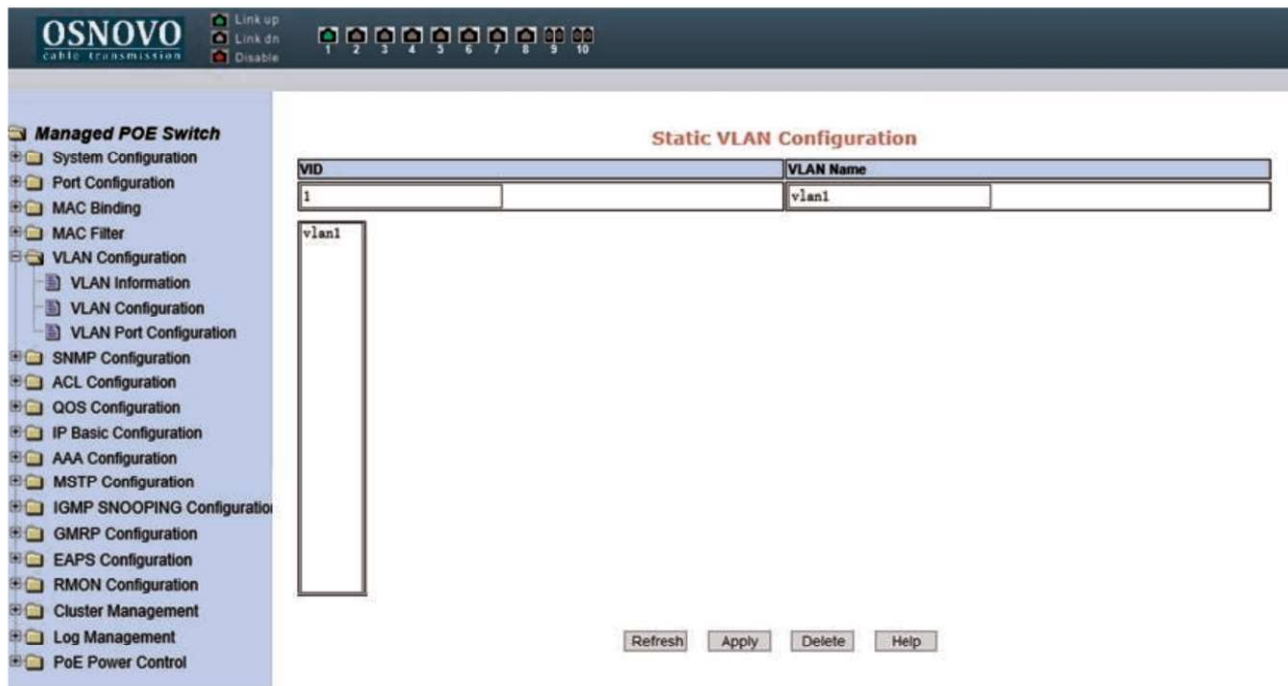 OSNOVO
cable transmission
Link up
Link dn
Disable
1 2 3 4 5 6 7 8 9 10
Managed POE Switch
System Configuration
Port Configuration
MAC Binding
MAC Filter
VLAN Configuration
VLAN Information
VLAN Configuration
VLAN Port Configuration
SNMP Configuration
ACL Configuration
QOS Configuration
IP Basic Configuration
AAA Configuration
MSTP Configuration
IGMP SNOOPING Configuration
GMRP Configuration
EAPS Configuration
RMON Configuration
Cluster Management
Log Management
PoE Power Control
Static VLAN Configuration
VID VLAN Name
1 vlan1
vlan1
Refresh Apply Delete Help